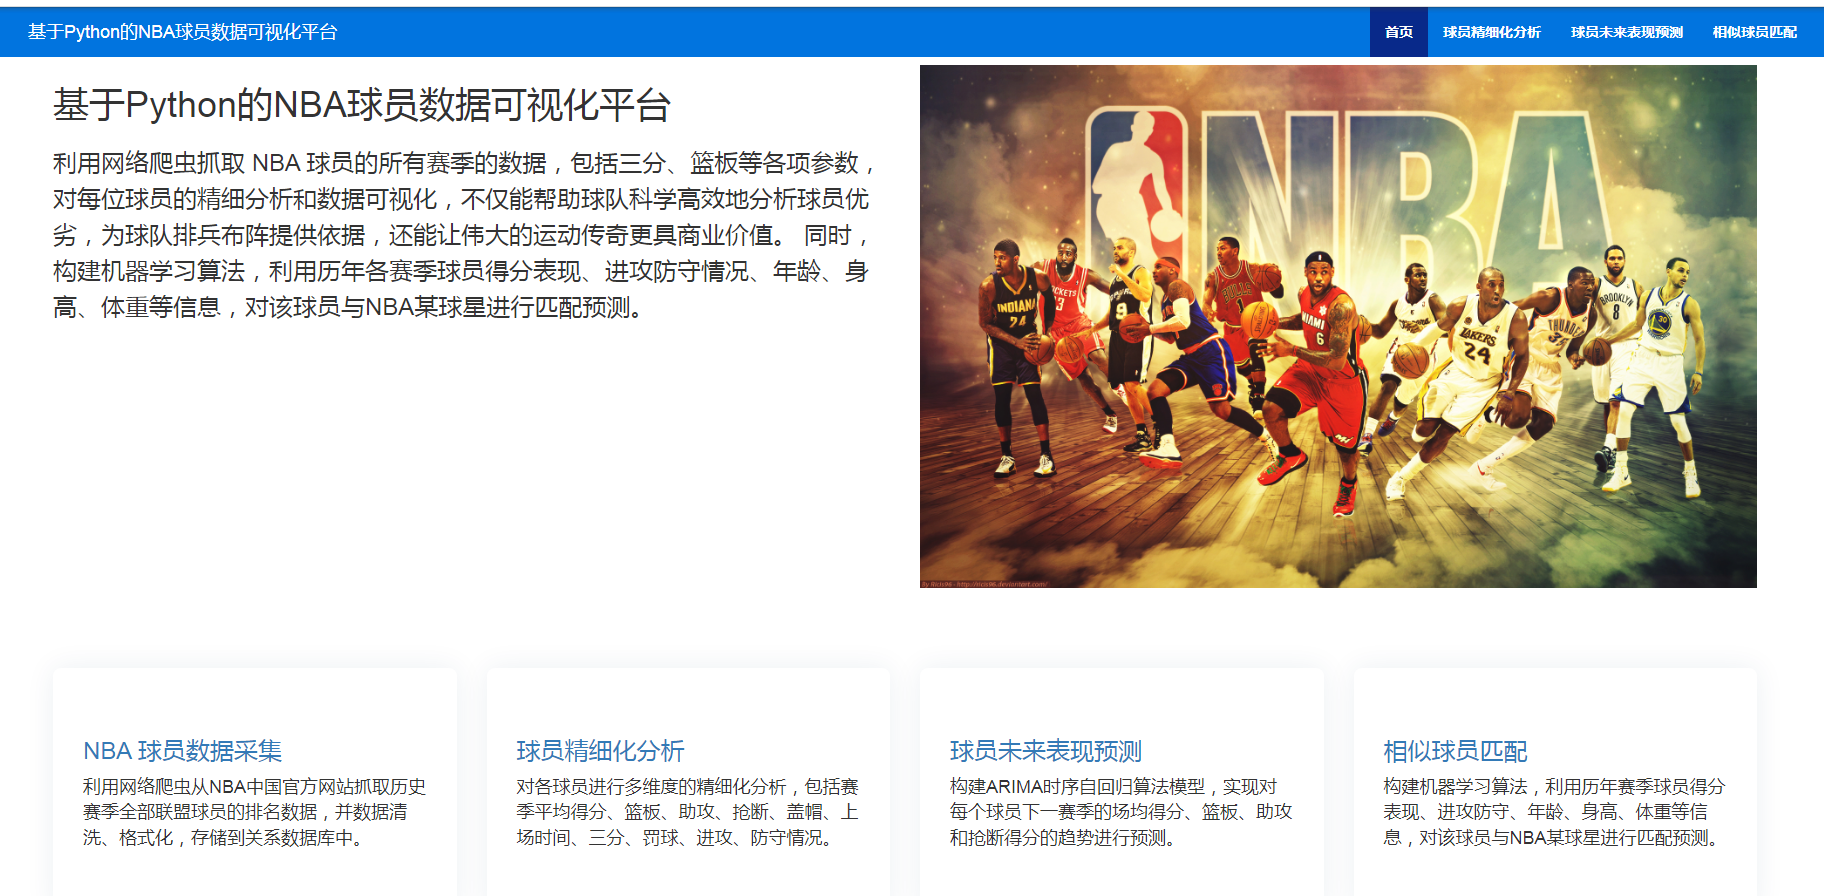 基于Python的NBA球员数据可视化平台
首页 球员精细化分析 球员未来表现预测 相似球员匹配
基于Python的NBA球员数据可视化平台
利用网络爬虫抓取 NBA 球员的所有赛季的数据，包括三分、篮板等各项参数，
对每位球员的精细分析和数据可视化，不仅能帮助球队科学高效地分析球员优
劣，为球队排兵布阵提供依据，还能让伟大的运动传奇更具商业价值。 同时，
构建机器学习算法，利用历年各赛季球员得分表现、进攻防守情况、年龄、身
高、体重等信息，对该球员与NBA某球星进行匹配预测。
NBA
INDIANA
24
ROCKETS
13
9
BULLS
1
MIAMI
6
LAKERS
24
THUNDER
35
BROOKLYN
8
30
By Rico96 - http://rico96.deviantart.com/
NBA 球员数据采集
利用网络爬虫从NBA中国官方网站抓取历史
赛季全部联盟球员的排名数据，并数据清
洗、格式化，存储到关系数据库中。
球员精细化分析
对各球员进行多维度的精细化分析，包括赛
季平均得分、篮板、助攻、抢断、盖帽、上
场时间、三分、罚球、进攻、防守情况。
球员未来表现预测
构建ARIMA时序自回归算法模型，实现对
每个球员下一赛季的场均得分、篮板、助攻
和抢断得分的趋势进行预测。
相似球员匹配
构建机器学习算法，利用历年赛季球员得分
表现、进攻防守、年龄、身高、体重等信
息，对该球员与NBA某球星进行匹配预测。